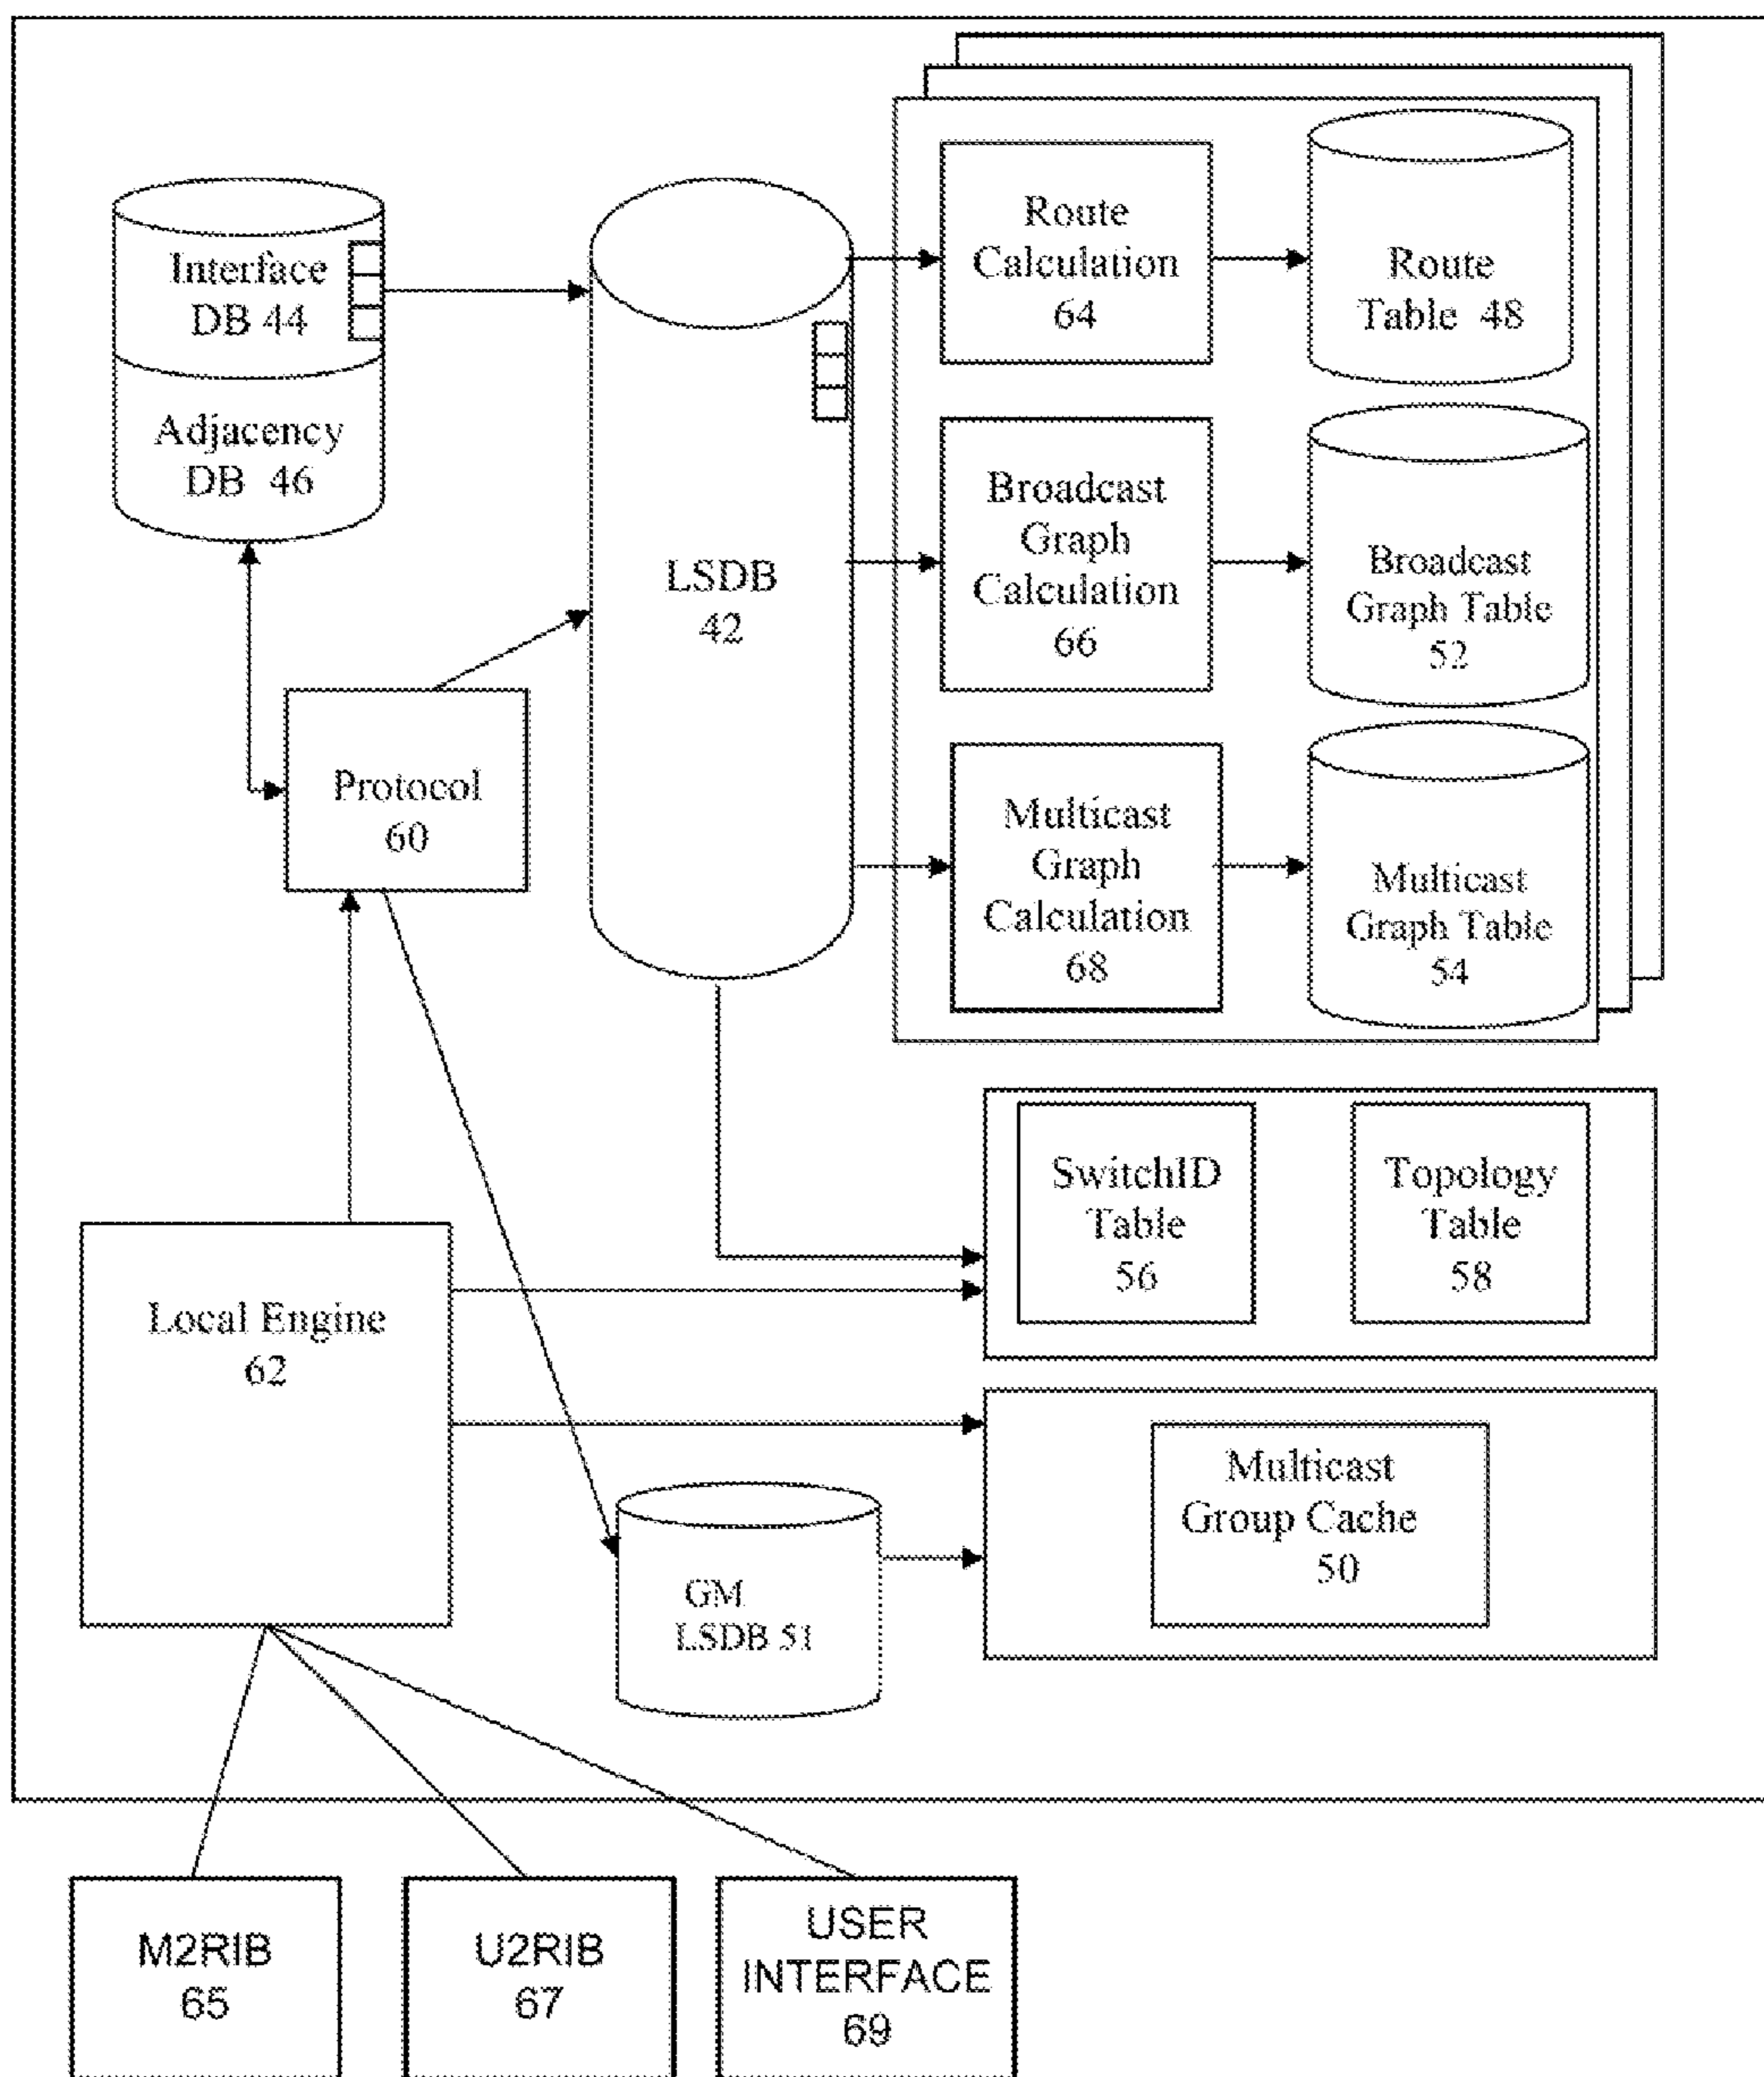 Interface
DB 44
Adjacency
DB 46
Protocol
60
LSDB
42
Route
Calculation
64
Route
Table 48
Broadcast
Graph
Calculation
66
Broadcast
Graph Table
52
Multicast
Graph
Calculation
68
Multicast
Graph Table
54
SwitchID
Table
56
Topology
Table
58
Local Engine
62
Multicast
Group Cache
50
GM
LSDB 51
M2RIB
65
U2RIB
67
USER
INTERFACE
69